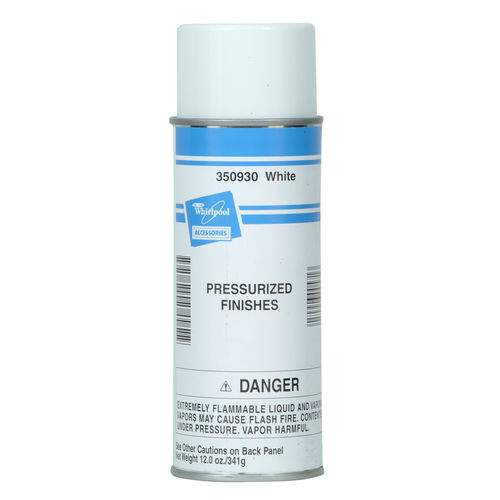 350930 White
Whirlpool
ACCESSORIES
PRESSURIZED
FINISHES
⚠ DANGER
EXTREMELY FLAMMABLE LIQUID AND VAPOR
VAPORS MAY CAUSE FLASH FIRE. CONTENTS
UNDER PRESSURE. VAPOR HARMFUL.
See Other Cautions on Back Panel
Net Weight 12.0 oz./341g